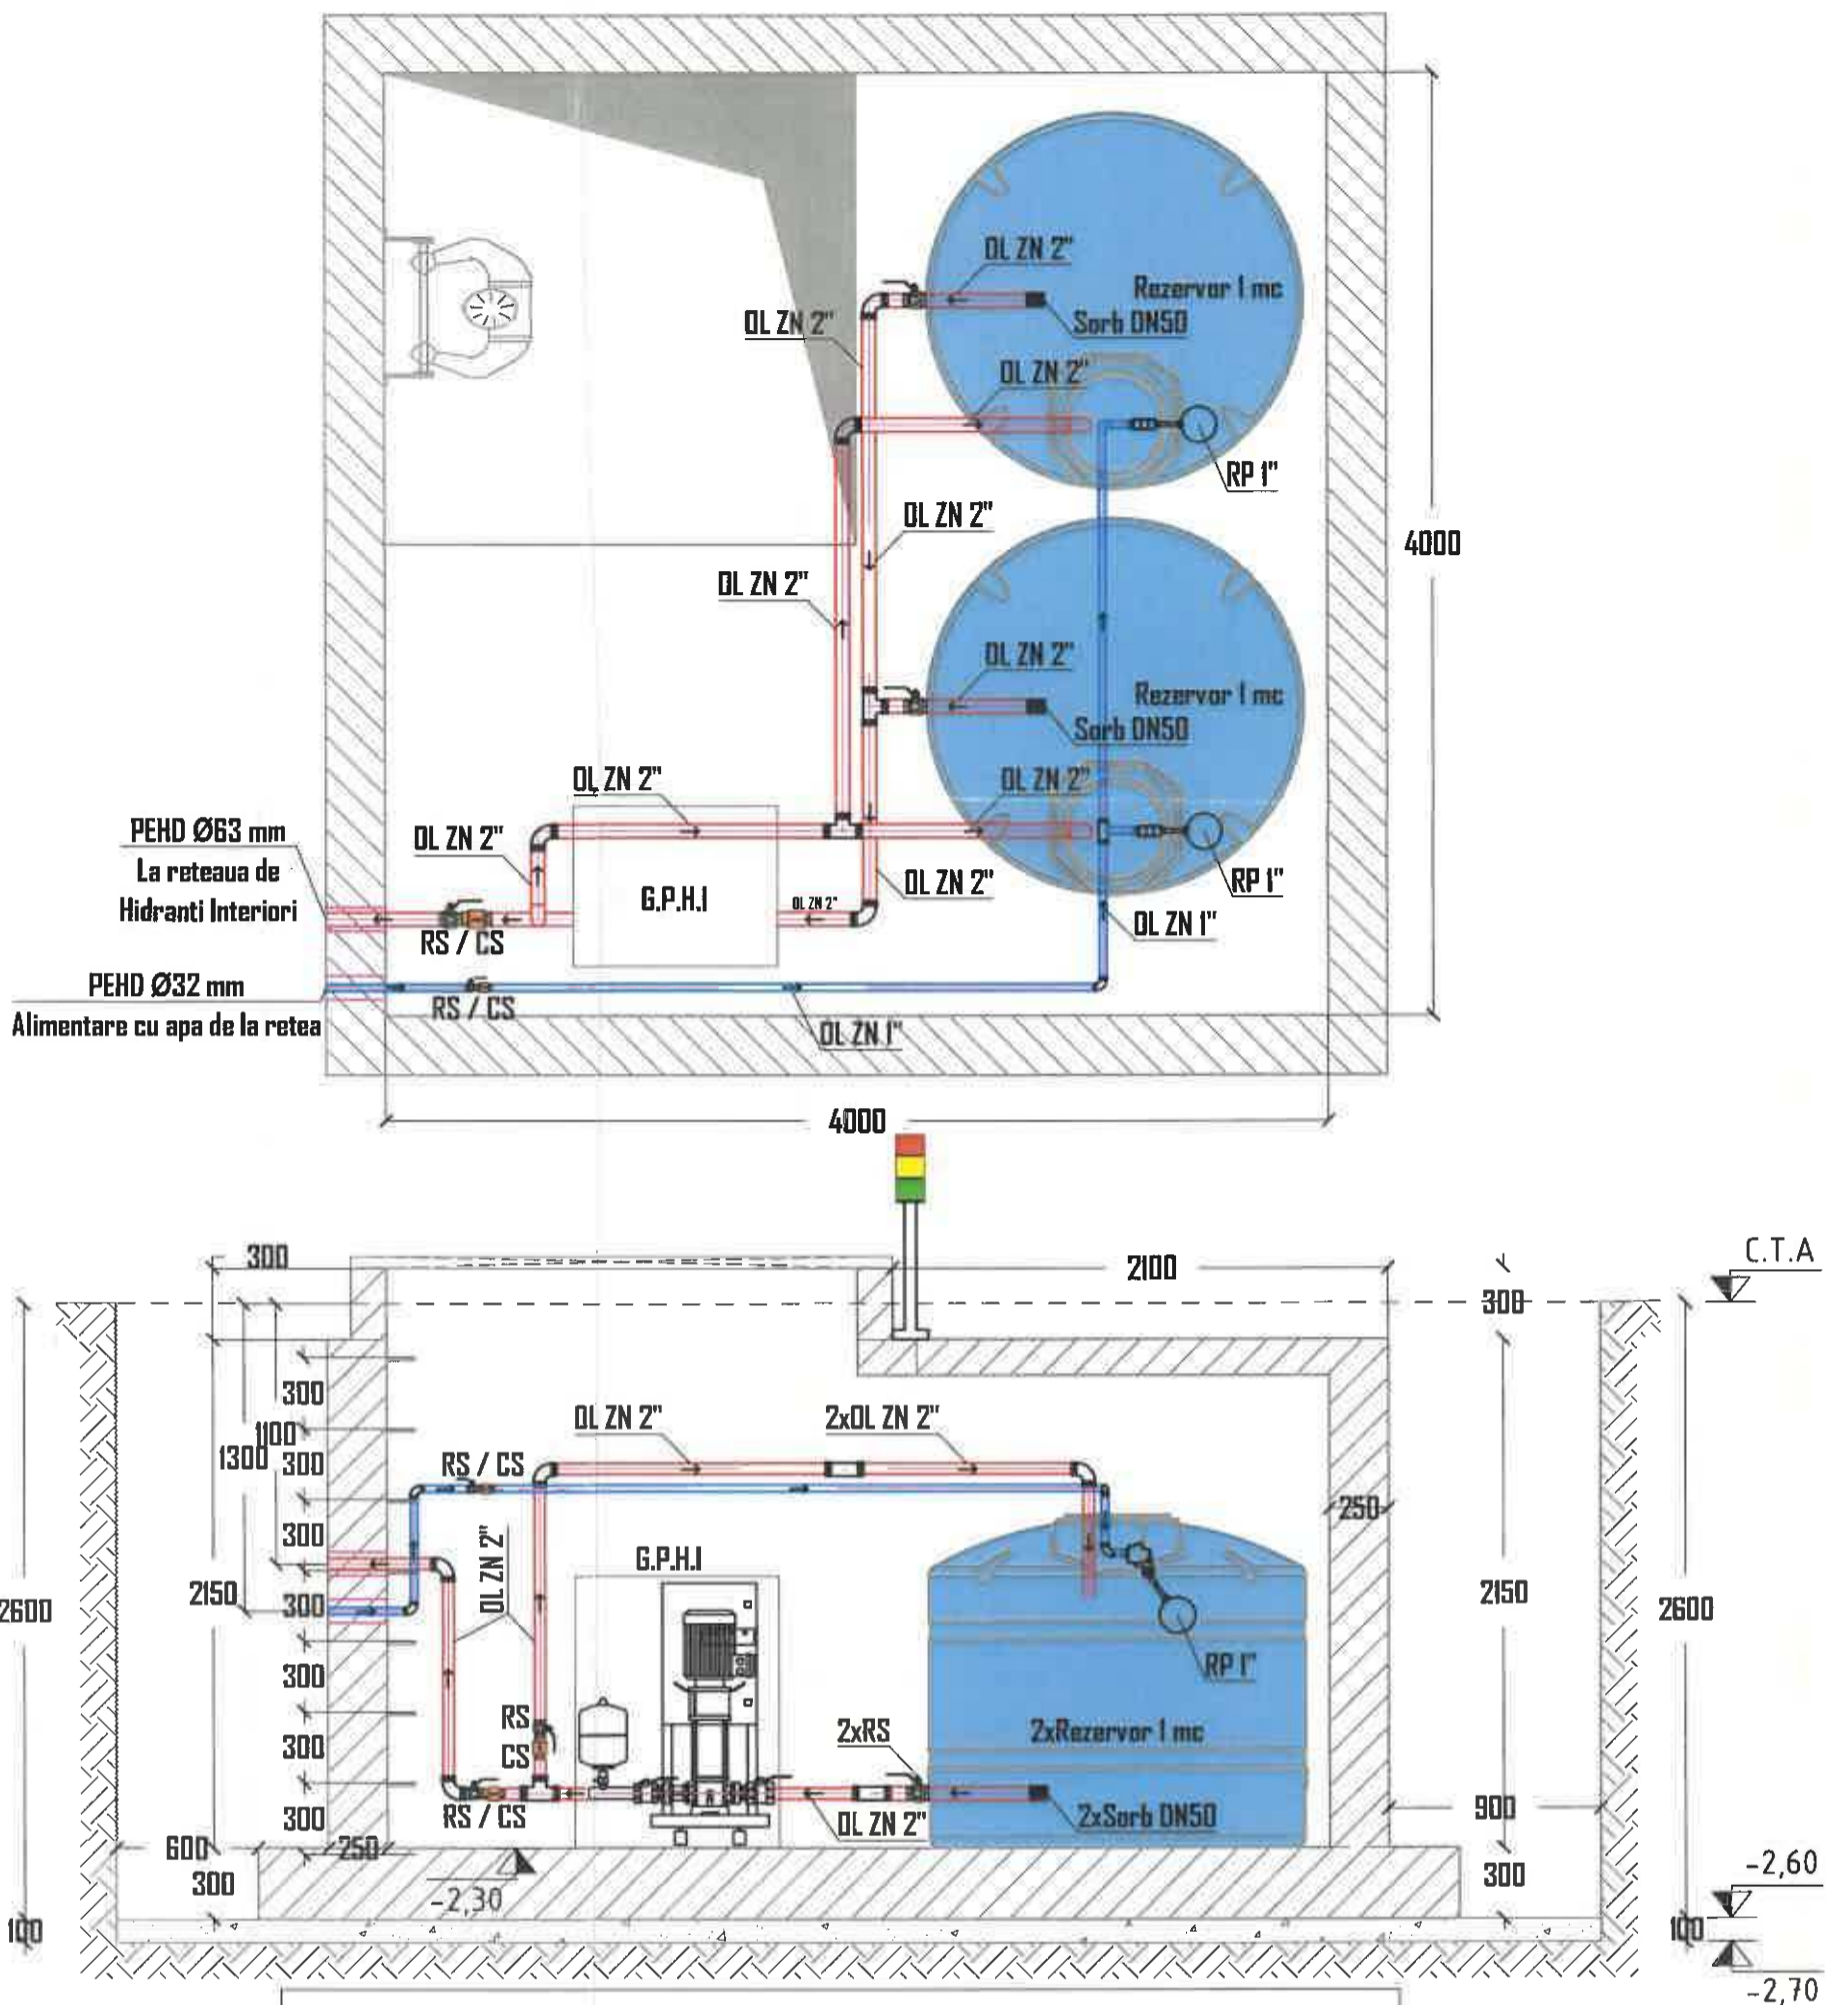 OL ZN 2"
Rezervor 1 mc
Sorb DN50
OL ZN 2"
OL ZN 2"
RP 1"
OL ZN 2"
4000
OL ZN 2"
OL ZN 2"
Rezervor 1 mc
Sorb DN50
OL ZN 2"
OL ZN 2"
PEHD Ø63 mm
La reteaua de
Hidranti Interiori
OL ZN 2"
G.P.H.I
OL ZN 2"
OL ZN 2"
RP 1"
OL ZN 1"
RS / CS
PEHD Ø32 mm
Alimentare cu apa de la retea
RS / CS
OL ZN 1"
4000
C.T.A
300
2100
300
300
1100
1300
300
OL ZN 2"
2xOL ZN 2"
RS / CS
250
300
OL ZN 2"
G.P.H.I
2600
2150
300
2150
2600
300
RP 1"
RS
CS
2xRS
2xRezervor 1 mc
300
300
RS / CS
OL ZN 2"
2xSorb DN50
900
600
250
300
-2,30
300
-2,60
100
100
-2,70